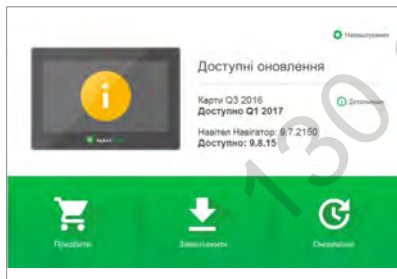 Налаштування
Доступні оновлення
Карти Q3 2016
Доступно Q1 2017
Детальніше
Навітел Навігатор: 9.7.2150
Доступно: 9.8.15
130
Придбати
Завантажити
Оновлення